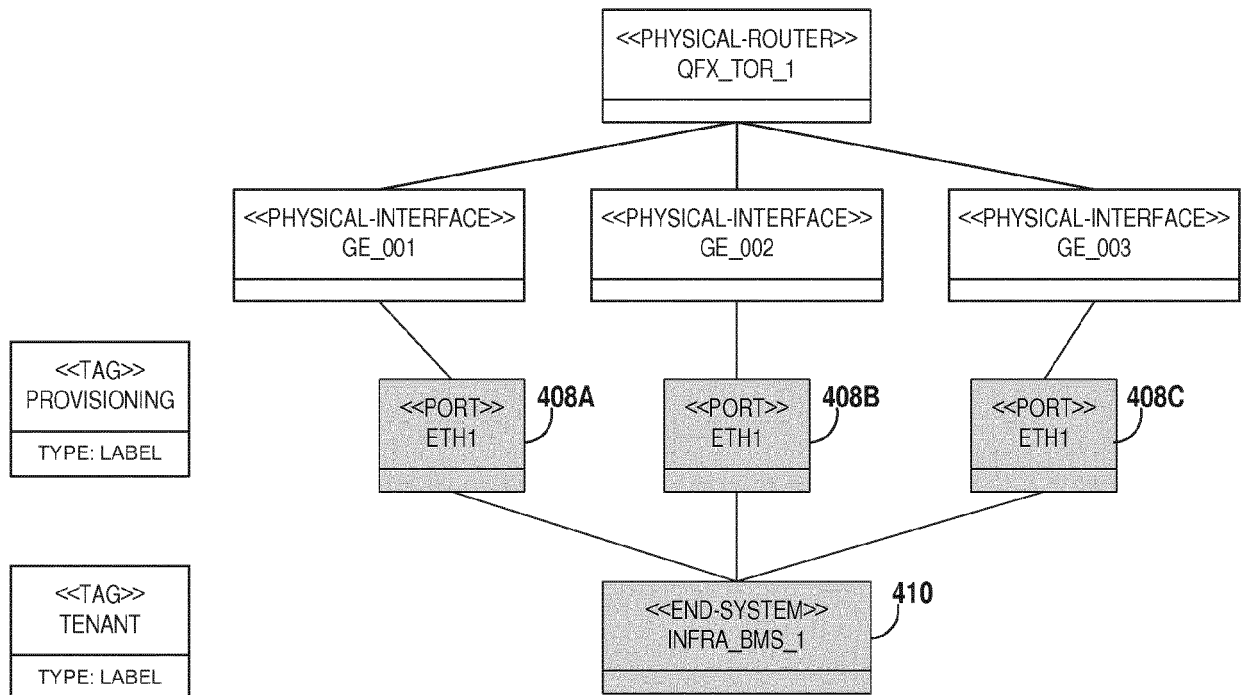 <<PHYSICAL-ROUTER>>
QFX_TOR_1
<<PHYSICAL-INTERFACE>>
GE_001
<<PHYSICAL-INTERFACE>>
GE_002
<<PHYSICAL-INTERFACE>>
GE_003
<<TAG>>
PROVISIONING
TYPE: LABEL
<<PORT>>
ETH1
408A
<<PORT>>
ETH1
408B
<<PORT>>
ETH1
408C
<<TAG>>
TENANT
TYPE: LABEL
<<END-SYSTEM>>
INFRA_BMS_1
410